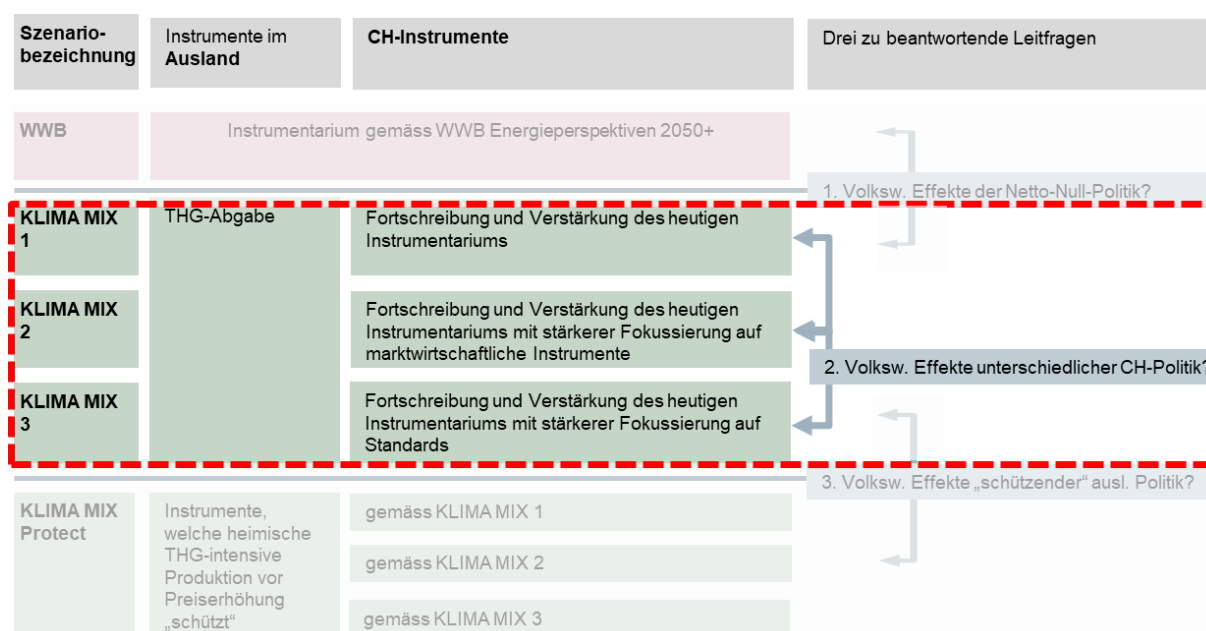 Szenario-
bezeichnung
Instrumente im
Ausland
CH-Instrumente
Drei zu beantwortende Leitfragen
WWB
Instrumentarium gemäss WWB Energieperspektiven 2050+
1. Volksw. Effekte der Netto-Null-Politik?
KLIMA MIX
1
THG-Abgabe
Fortschreibung und Verstärkung des heutigen
Instrumentariums
KLIMA MIX
2
Fortschreibung und Verstärkung des heutigen
Instrumentariums mit stärkerer Fokussierung auf
marktwirtschaftliche Instrumente
2. Volksw. Effekte unterschiedlicher CH-Politik?
KLIMA MIX
3
Fortschreibung und Verstärkung des heutigen
Instrumentariums mit stärkerer Fokussierung auf
Standards
3. Volksw. Effekte „schützender“ ausl. Politik?
KLIMA MIX
Protect
Instrumente,
welche heimische
THG-intensive
Produktion vor
Preiserhöhung
„schützt“
gemäss KLIMA MIX 1
gemäss KLIMA MIX 2
gemäss KLIMA MIX 3